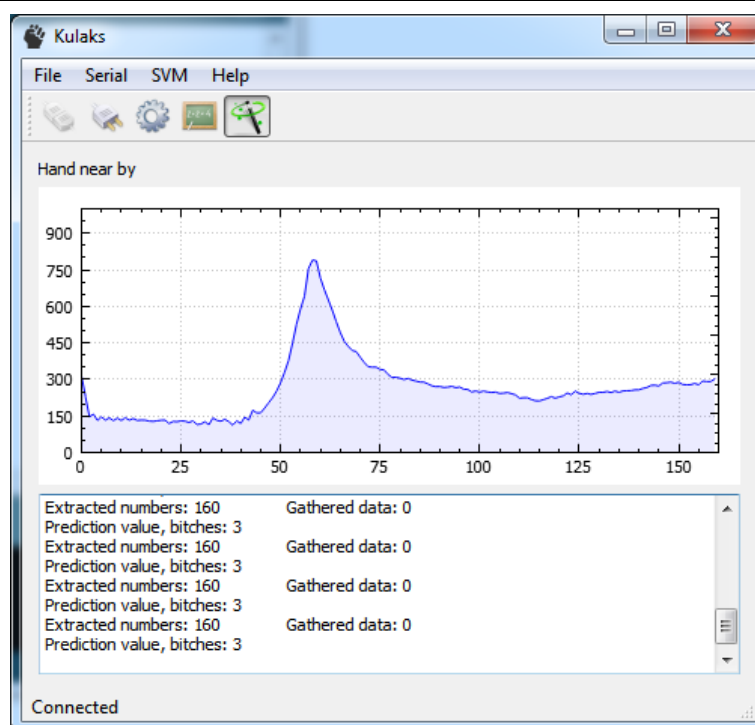 Kulaks
File Serial SVM Help
Hand near by
900
750
600
450
300
150
0
0 25 50 75 100 125 150
Extracted numbers: 160 Gathered data: 0
Prediction value, bitches: 3
Extracted numbers: 160 Gathered data: 0
Prediction value, bitches: 3
Extracted numbers: 160 Gathered data: 0
Prediction value, bitches: 3
Extracted numbers: 160 Gathered data: 0
Prediction value, bitches: 3
Connected